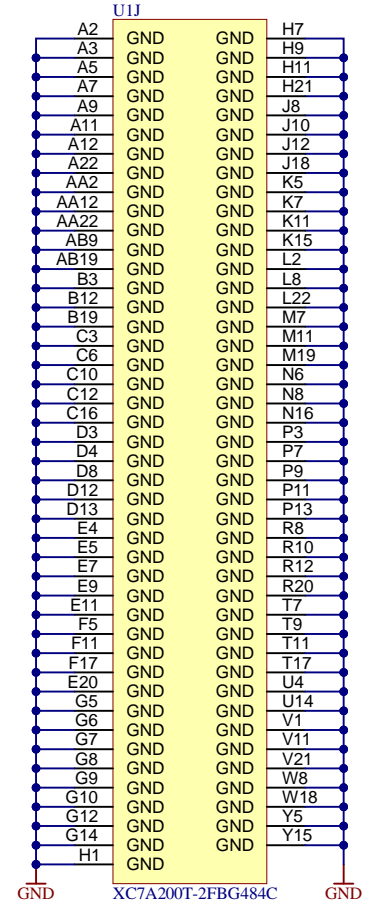 U1J
A2 GND GND H7
A3 GND GND H9
A5 GND GND H11
A7 GND GND H21
A9 GND GND J8
A11 GND GND J10
A12 GND GND J12
A22 GND GND J18
AA2 GND GND K5
AA12 GND GND K7
AA22 GND GND K11
AB9 GND GND K15
AB19 GND GND L2
B3 GND GND L8
B12 GND GND L22
B19 GND GND M7
C3 GND GND M11
C6 GND GND M19
C10 GND GND N6
C12 GND GND N8
C16 GND GND N16
D3 GND GND P3
D4 GND GND P7
D8 GND GND P9
D12 GND GND P11
D13 GND GND P13
E4 GND GND R8
E5 GND GND R10
E7 GND GND R12
E9 GND GND R20
E11 GND GND T7
F5 GND GND T9
F11 GND GND T11
F17 GND GND T17
E20 GND GND U4
G5 GND GND U14
G6 GND GND V1
G7 GND GND V11
G8 GND GND V21
G9 GND GND W8
G10 GND GND W18
G12 GND GND Y5
G14 GND GND Y15
H1 GND
GND XC7A200T-2FBG484C GND